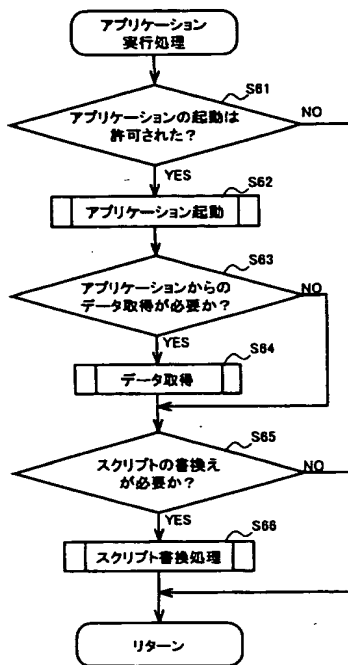 アプリケーション
実行処理
S61
アプリケーションの起動は
許可された？
NO
YES
S62
アプリケーション起動
S63
アプリケーションからの
データ取得が必要か？
NO
YES
S64
データ取得
S65
スクリプトの書換え
が必要か？
NO
YES
S66
スクリプト書換処理
リターン